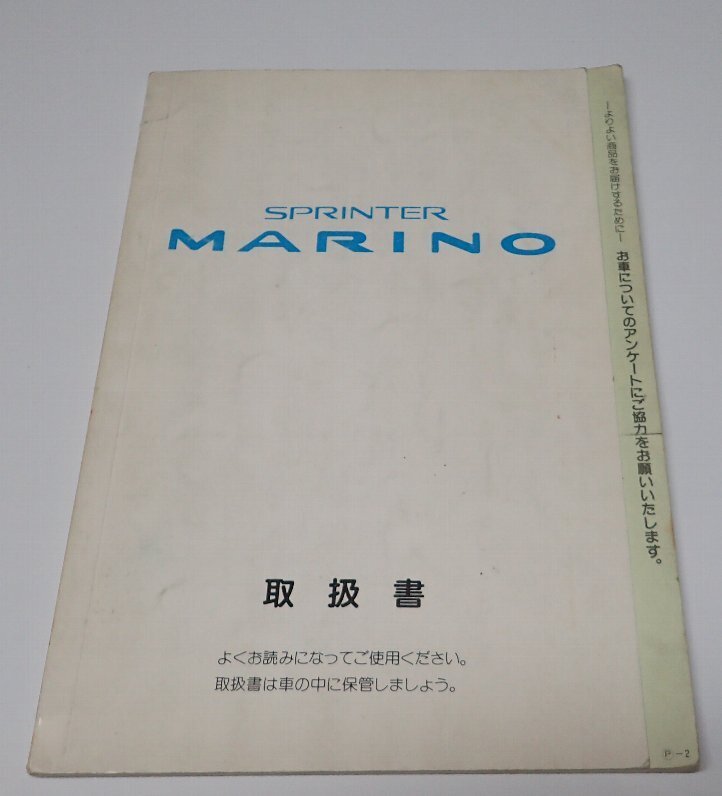 SPRINTER
MARINO
取扱書
よくお読みになってご使用ください。
取扱書は車の中に保管しましょう。
―よりよい商品をお届けするために―
お車についてのアンケートにご協力をお願いいたします。
Ⓟ－2